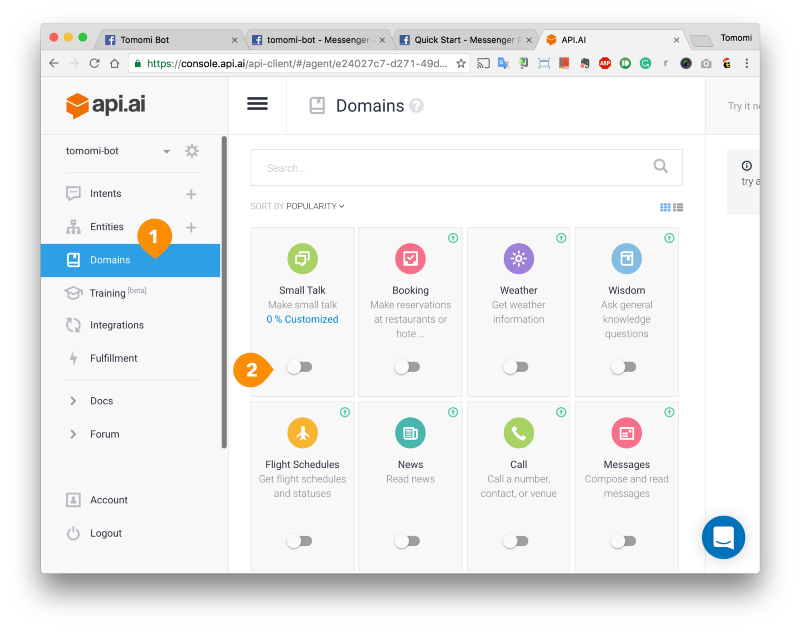 Tomomi Bot
tomomi-bot - Messenger -
Quick Start - Messenger P
API.AI
Tomomi
https://console.api.ai/api-client/#/agent/e24027c7-d271-49d...
ABP
api.ai
Domains
Try it n
tomomi-bot
Search...
try a
Intents
SORT BY POPULARITY
Entities
1
Domains
Small Talk
Make small talk
0 % Customized
Booking
Make reservations
at restaurants or
hote ...
Weather
Get weather
information
Wisdom
Ask general
knowledge
questions
Training [beta]
Integrations
Fulfillment
2
Docs
Forum
Flight Schedules
Get flight schedules
and statuses
News
Read news
Call
Call a number,
contact, or venue
Messages
Compose and read
messages
Account
Logout